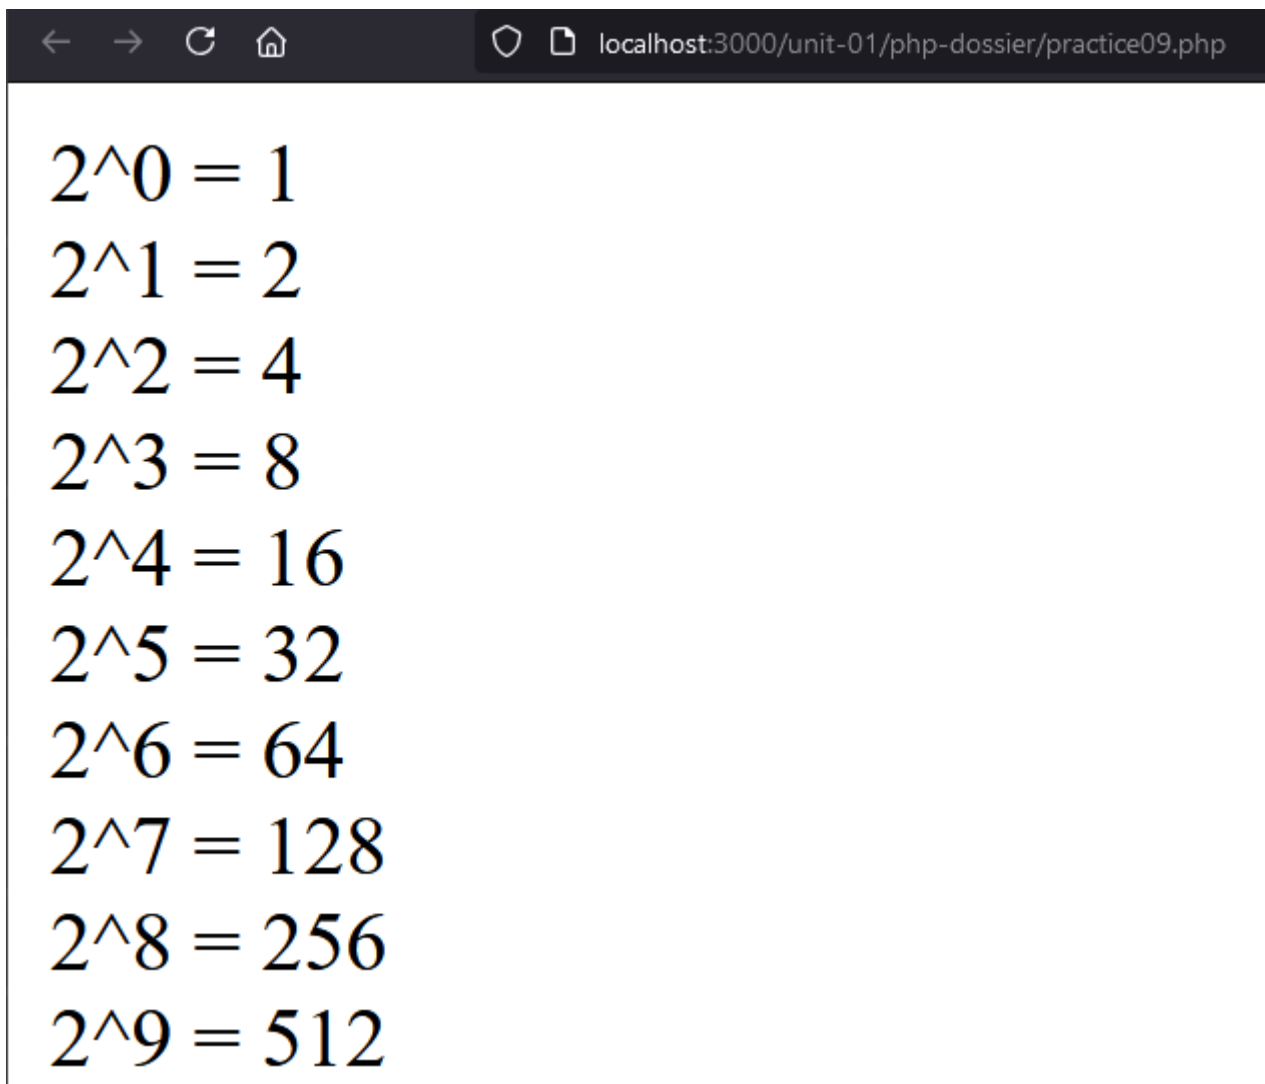 localhost:3000/unit-01/php-dossier/practice09.php
2^0 = 1
2^1 = 2
2^2 = 4
2^3 = 8
2^4 = 16
2^5 = 32
2^6 = 64
2^7 = 128
2^8 = 256
2^9 = 512